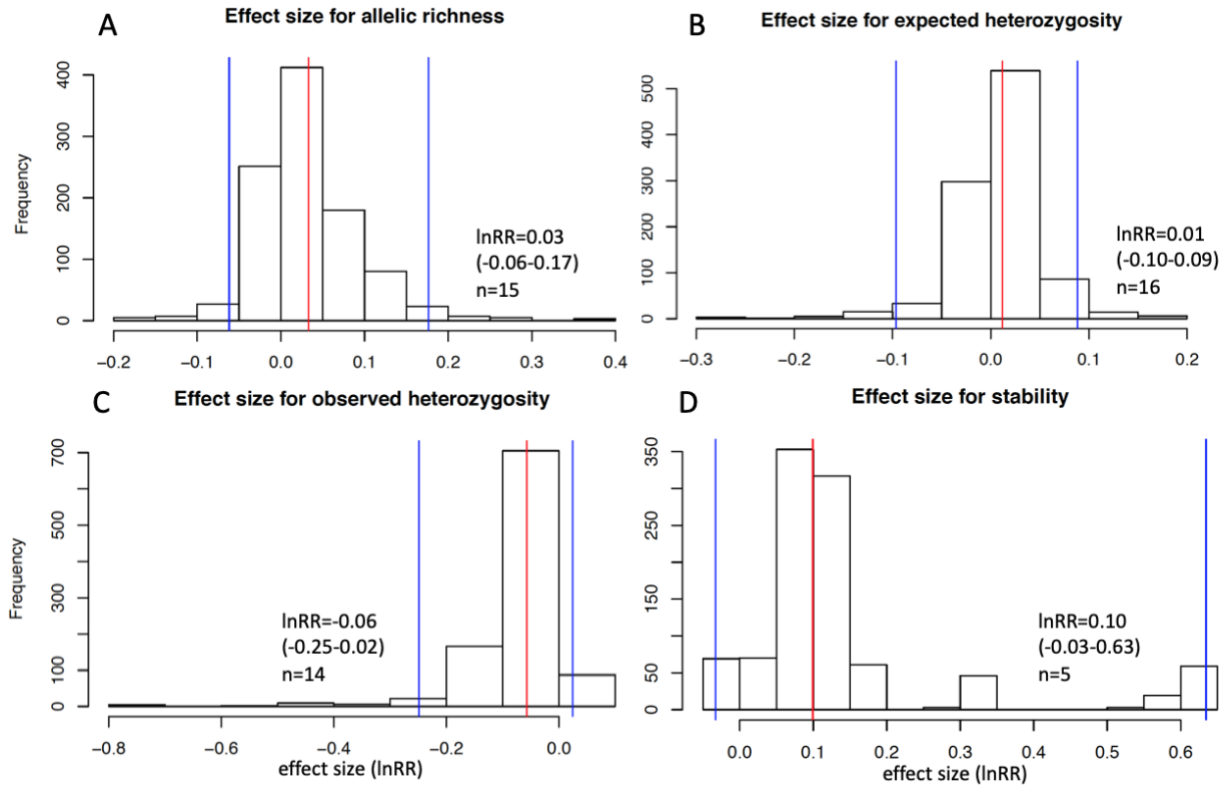 A
Effect size for allelic richness
Frequency
400
300
200
100
0
lnRR=0.03
(-0.06-0.17)
n=15
−0.2 −0.1 0.0 0.1 0.2 0.3 0.4
B
Effect size for expected heterozygosity
500
400
300
200
100
0
lnRR=0.01
(-0.10-0.09)
n=16
−0.3 −0.2 −0.1 0.0 0.1 0.2
C
Effect size for observed heterozygosity
Frequency
700
500
300
100
0
lnRR=-0.06
(-0.25-0.02)
n=14
−0.8 −0.6 −0.4 −0.2 0.0
effect size (lnRR)
D
Effect size for stability
350
250
150
50
0
lnRR=0.10
(-0.03-0.63)
n=5
0.0 0.1 0.2 0.3 0.4 0.5 0.6
effect size (lnRR)